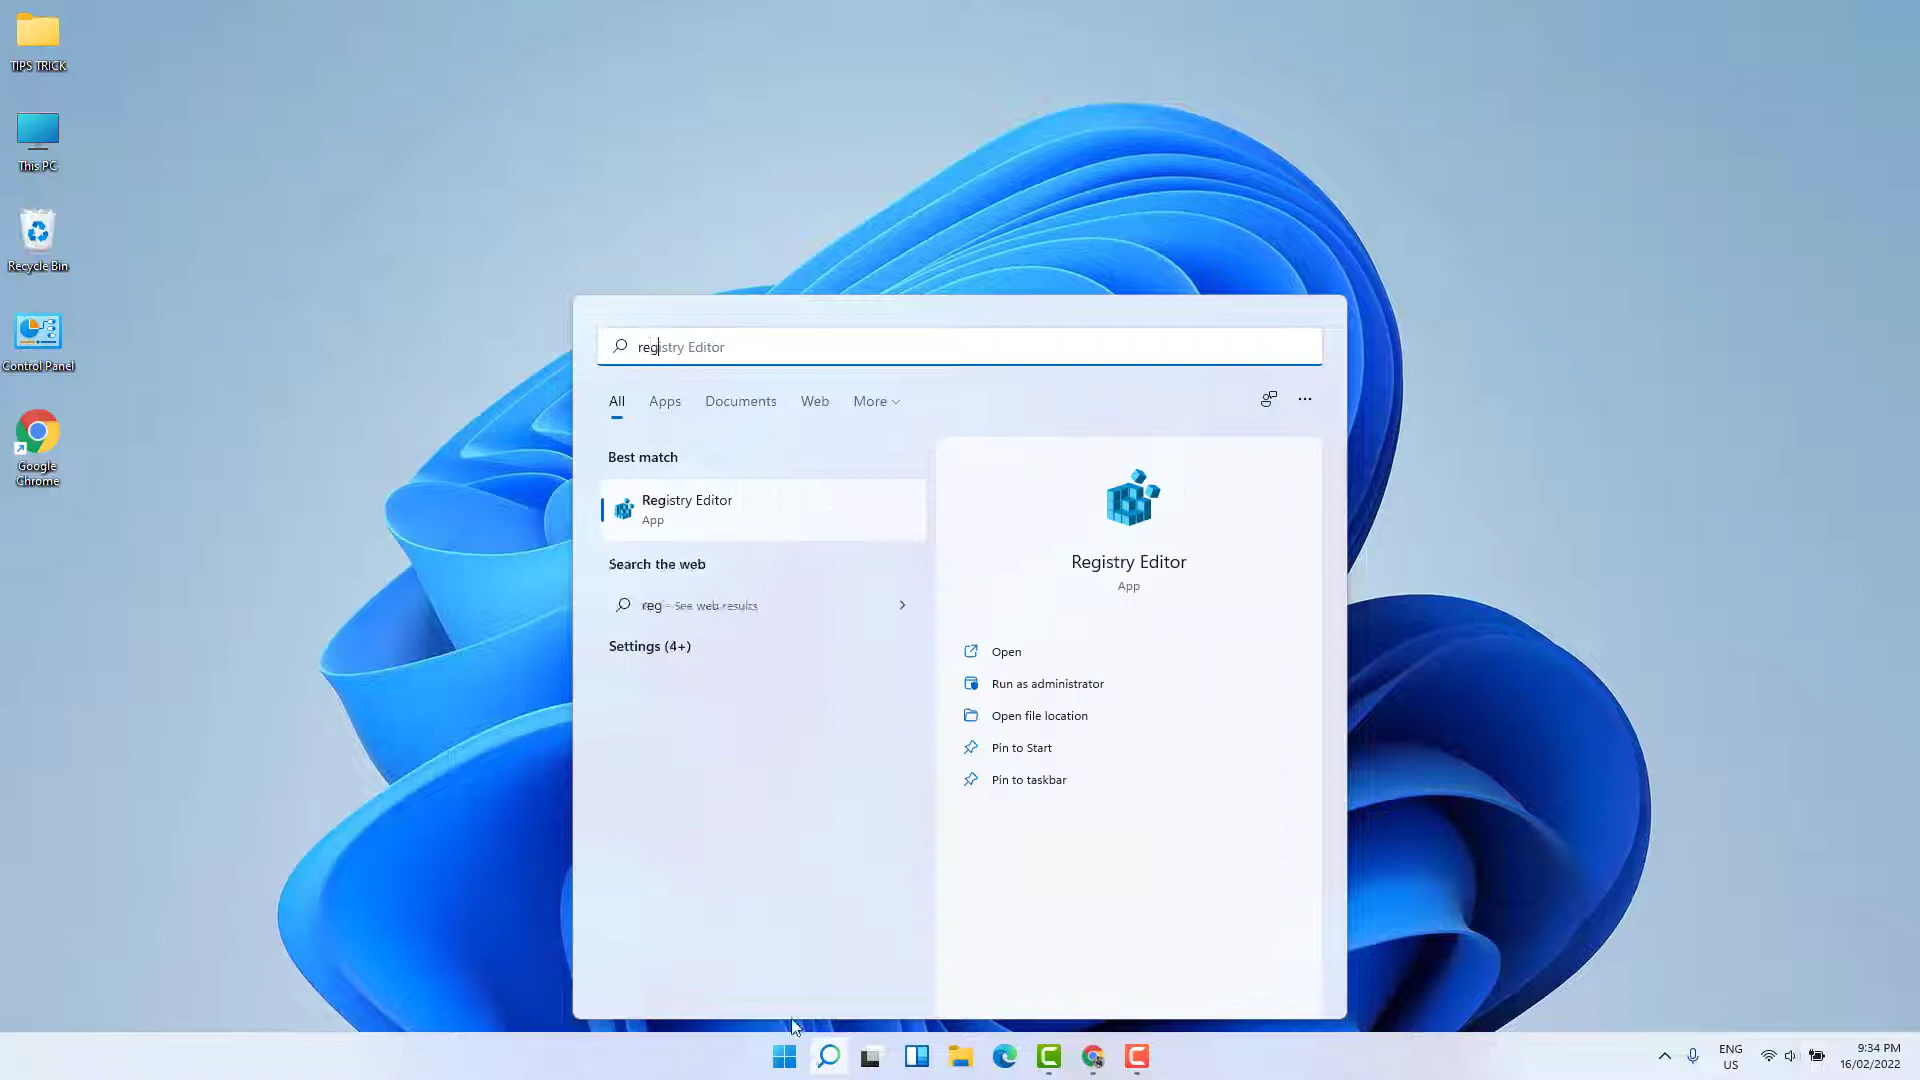 TIPS TRICK
This PC
Recycle Bin
Control Panel
Google
Chrome
registry Editor
All
Apps
Documents
Web
More
Best match
Registry Editor
App
Search the web
reg - See web results
Settings (4+)
Registry Editor
App
Open
Run as administrator
Open file location
Pin to Start
Pin to taskbar
ENG
US
9:34 PM
16/02/2022